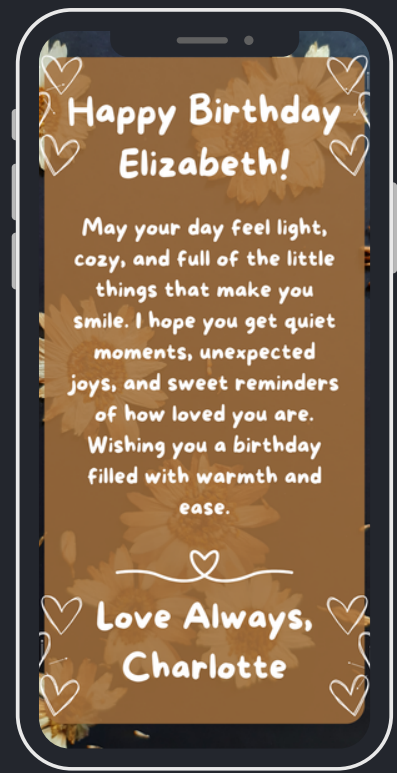 Happy Birthday
Elizabeth!
May your day feel light,
cozy, and full of the little
things that make you
smile. I hope you get quiet
moments, unexpected
joys, and sweet reminders
of how loved you are.
Wishing you a birthday
filled with warmth and
ease.
Love Always,
Charlotte